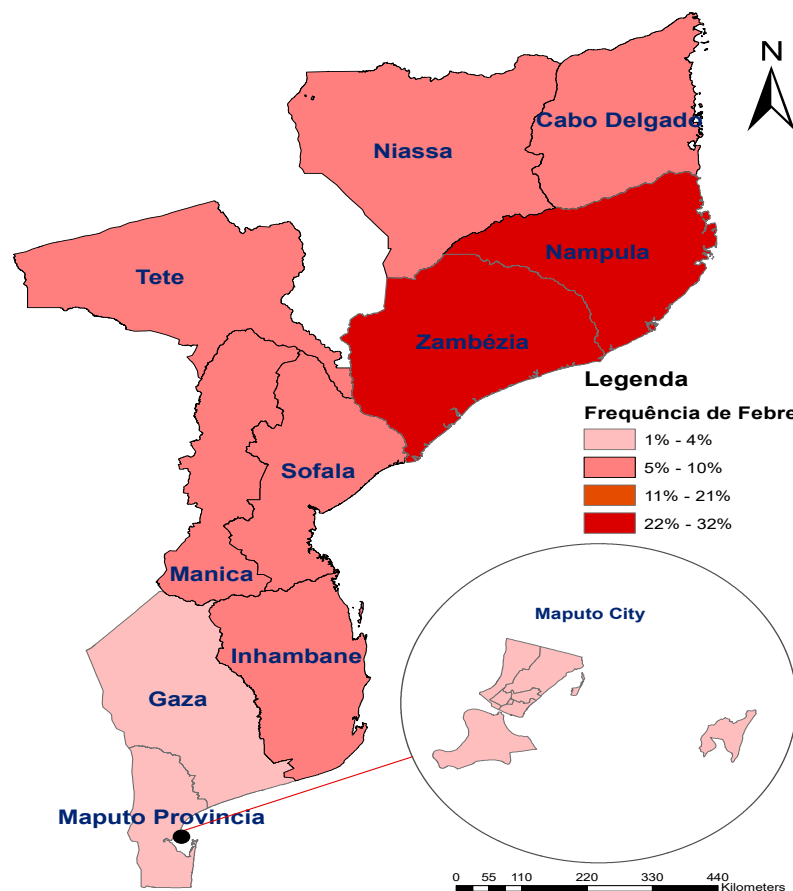 N
Cabo Delgado
Niassa
Nampula
Tete
Zambézia
Legenda
Frequência de Febre
1% - 4%
5% - 10%
11% - 21%
22% - 32%
Sofala
Manica
Maputo City
Inhambane
Gaza
Maputo Provincia
0 55 110 220 330 440
Kilometers